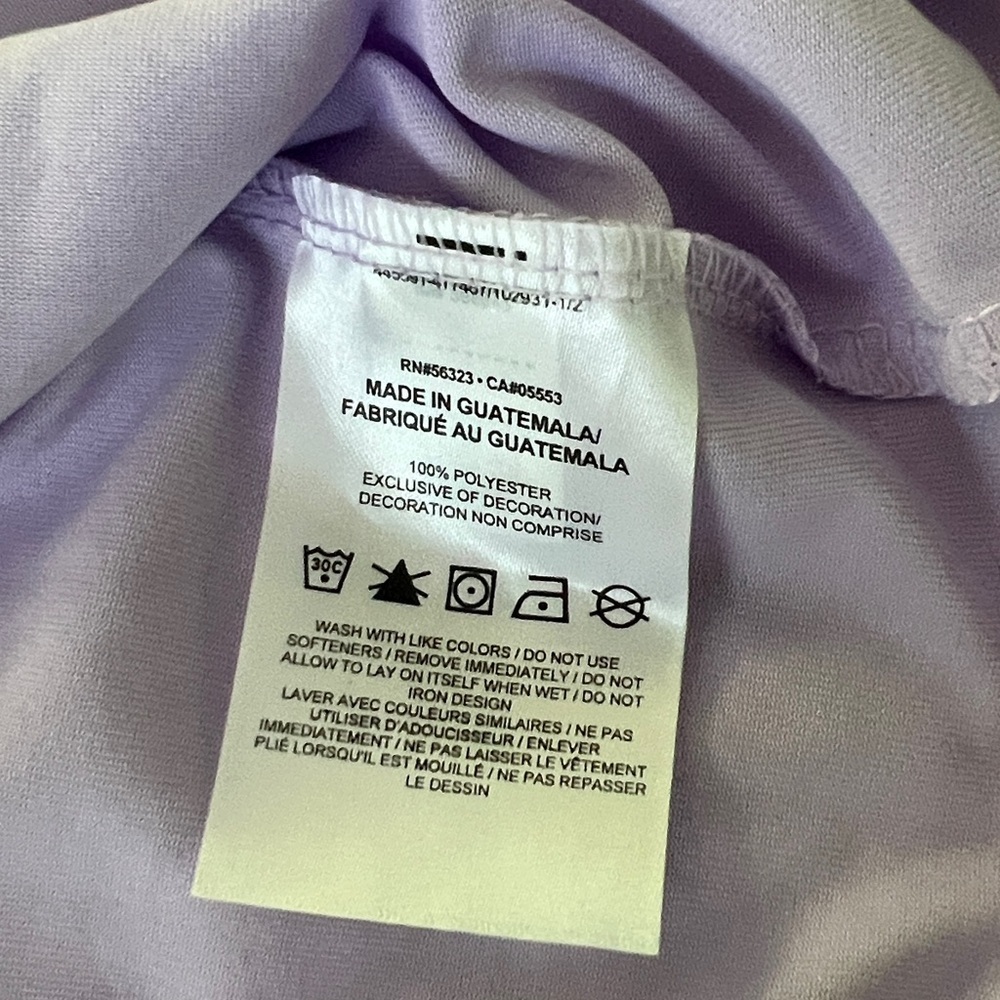 RN#56323 • CA#05553
MADE IN GUATEMALA/
FABRIQUÉ AU GUATEMALA
100% POLYESTER
EXCLUSIVE OF DECORATION/
DECORATION NON COMPRISE
30C
WASH WITH LIKE COLORS / DO NOT USE
SOFTENERS / REMOVE IMMEDIATELY / DO NOT
ALLOW TO LAY ON ITSELF WHEN WET / DO NOT
IRON DESIGN
LAVER AVEC COULEURS SIMILAIRES / NE PAS
UTILISER D'ADOUCISSEUR / ENLEVER
IMMEDIATEMENT / NE PAS LAISSER LE VÊTEMENT
PLIÉ LORSQU'IL EST MOUILLÉ / NE PAS REPASSER
LE DESSIN